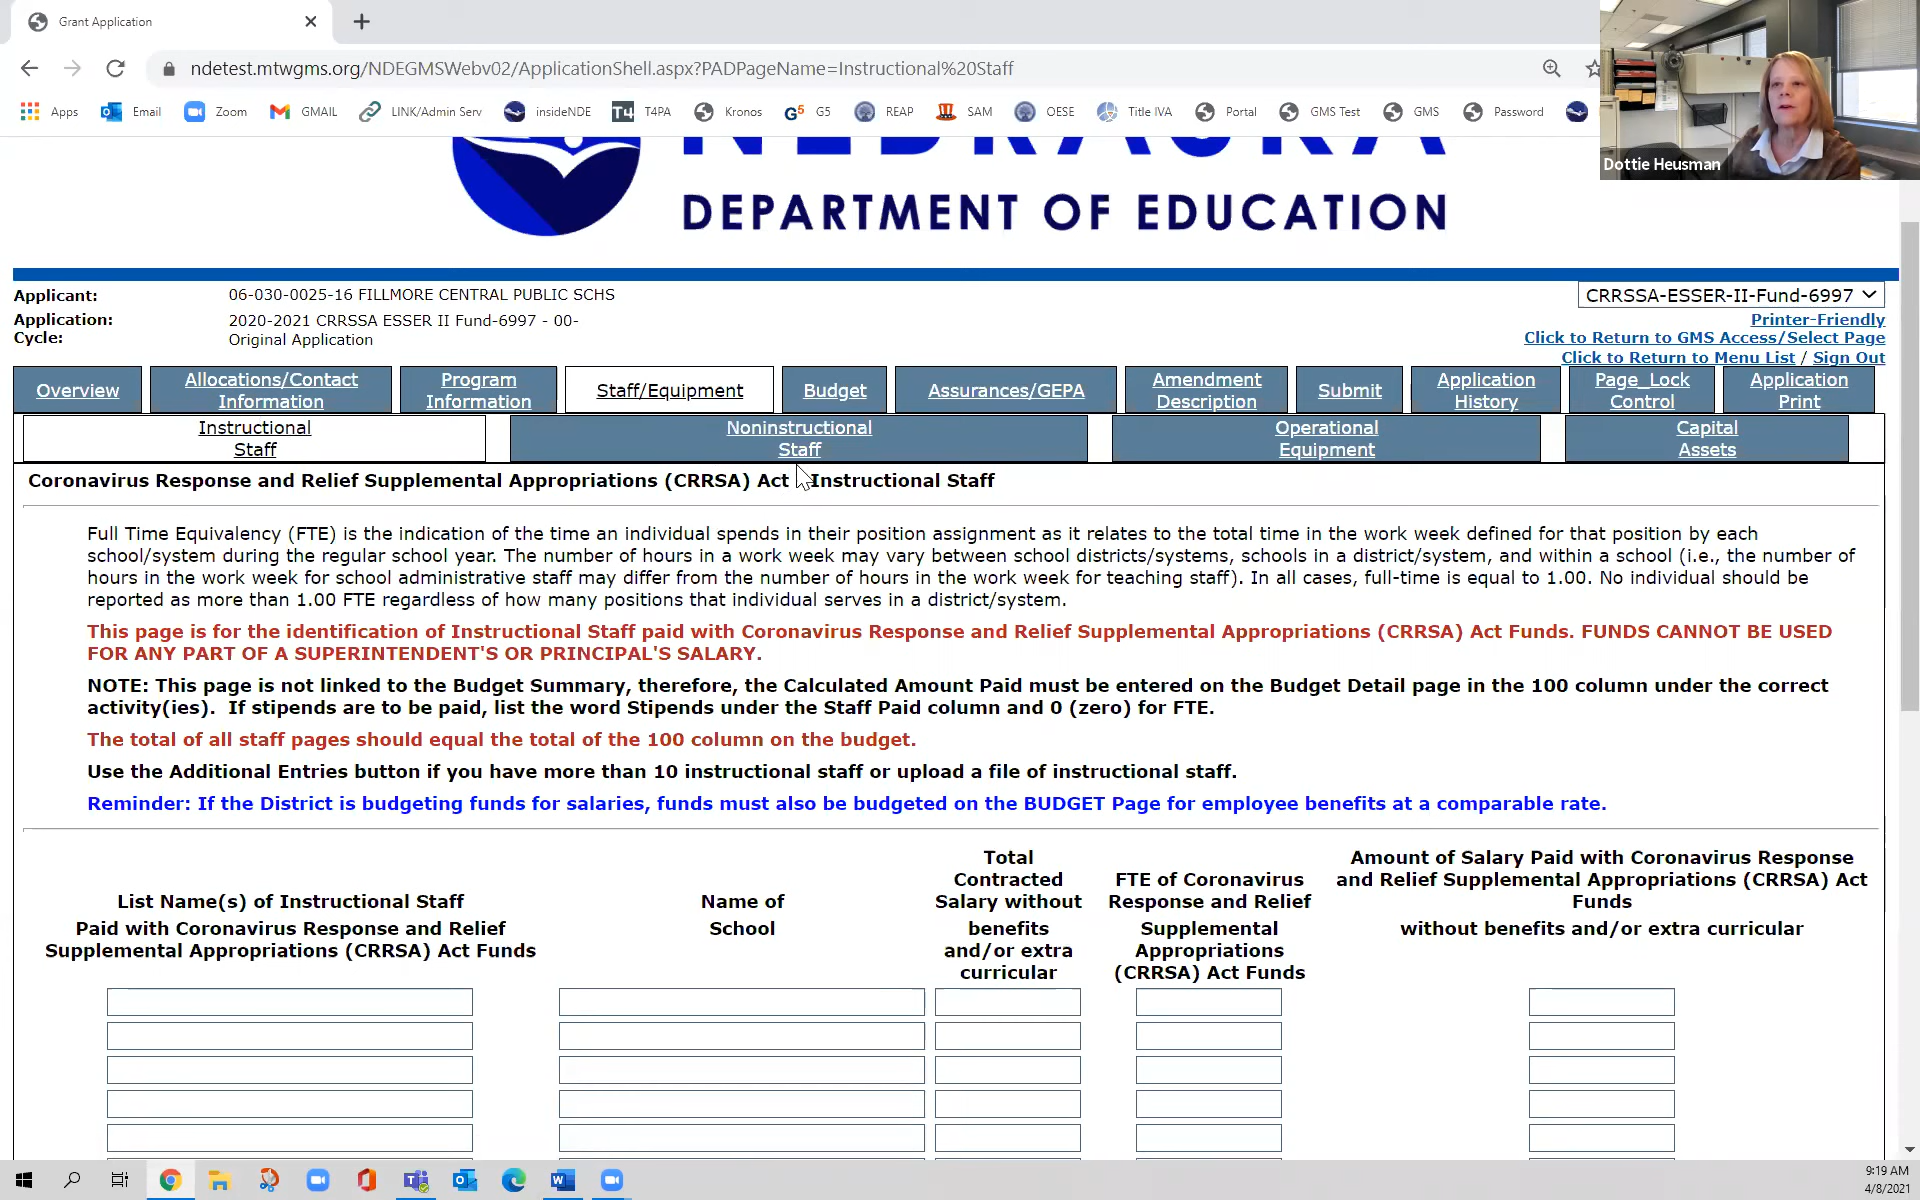 Grant Application
ndetest.mtwgms.org/NDEGMSWebv02/ApplicationShell.aspx?PADPageName=Instructional%20Staff
Apps Email Zoom GMAIL LINK/Admin Serv insideNDE T4PA Kronos G5 REAP SAM OESE Title IVA Portal GMS Test GMS Password
Dottie Heusman
NEBRASKA
DEPARTMENT OF EDUCATION
Applicant: 06-030-0025-16 FILLMORE CENTRAL PUBLIC SCHS CRRSSA-ESSER-II-Fund-6997
Application: 2020-2021 CRRSSA ESSER II Fund-6997 - 00- Printer-Friendly
Cycle: Original Application Click to Return to GMS Access/Select Page
Click to Return to Menu List / Sign Out
Overview Allocations/Contact Information Program Information Staff/Equipment Budget Assurances/GEPA Amendment Description Submit Application History Page_Lock Control Application Print
Instructional Staff Noninstructional Staff Operational Equipment Capital Assets
Coronavirus Response and Relief Supplemental Appropriations (CRRSA) Act Instructional Staff
Full Time Equivalency (FTE) is the indication of the time an individual spends in their position assignment as it relates to the total time in the work week defined for that position by each
school/system during the regular school year. The number of hours in a work week may vary between school districts/systems, schools in a district/system, and within a school (i.e., the number of
hours in the work week for school administrative staff may differ from the number of hours in the work week for teaching staff). In all cases, full-time is equal to 1.00. No individual should be
reported as more than 1.00 FTE regardless of how many positions that individual serves in a district/system.
This page is for the identification of Instructional Staff paid with Coronavirus Response and Relief Supplemental Appropriations (CRRSA) Act Funds. FUNDS CANNOT BE USED
FOR ANY PART OF A SUPERINTENDENT'S OR PRINCIPAL'S SALARY.
NOTE: This page is not linked to the Budget Summary, therefore, the Calculated Amount Paid must be entered on the Budget Detail page in the 100 column under the correct
activity(ies). If stipends are to be paid, list the word Stipends under the Staff Paid column and 0 (zero) for FTE.
The total of all staff pages should equal the total of the 100 column on the budget.
Use the Additional Entries button if you have more than 10 instructional staff or upload a file of instructional staff.
Reminder: If the District is budgeting funds for salaries, funds must also be budgeted on the BUDGET Page for employee benefits at a comparable rate.
List Name(s) of Instructional Staff
Paid with Coronavirus Response and Relief
Supplemental Appropriations (CRRSA) Act Funds
Name of
School
Total
Contracted
Salary without
benefits
and/or extra
curricular
FTE of Coronavirus
Response and Relief
Supplemental
Appropriations
(CRRSA) Act Funds
Amount of Salary Paid with Coronavirus Response
and Relief Supplemental Appropriations (CRRSA) Act
Funds
without benefits and/or extra curricular
9:19 AM
4/8/2021